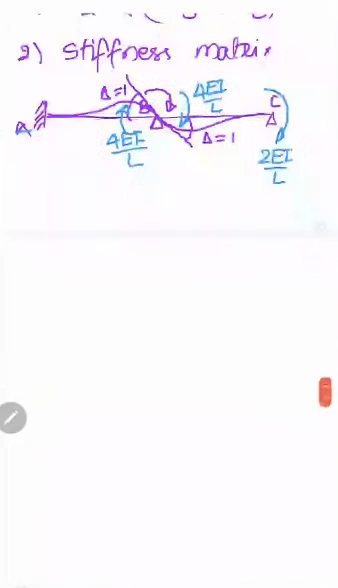 2) Stiffness matrix
Δ=1 B 4EI/L C
A 4EI/L Δ=1 2EI/L